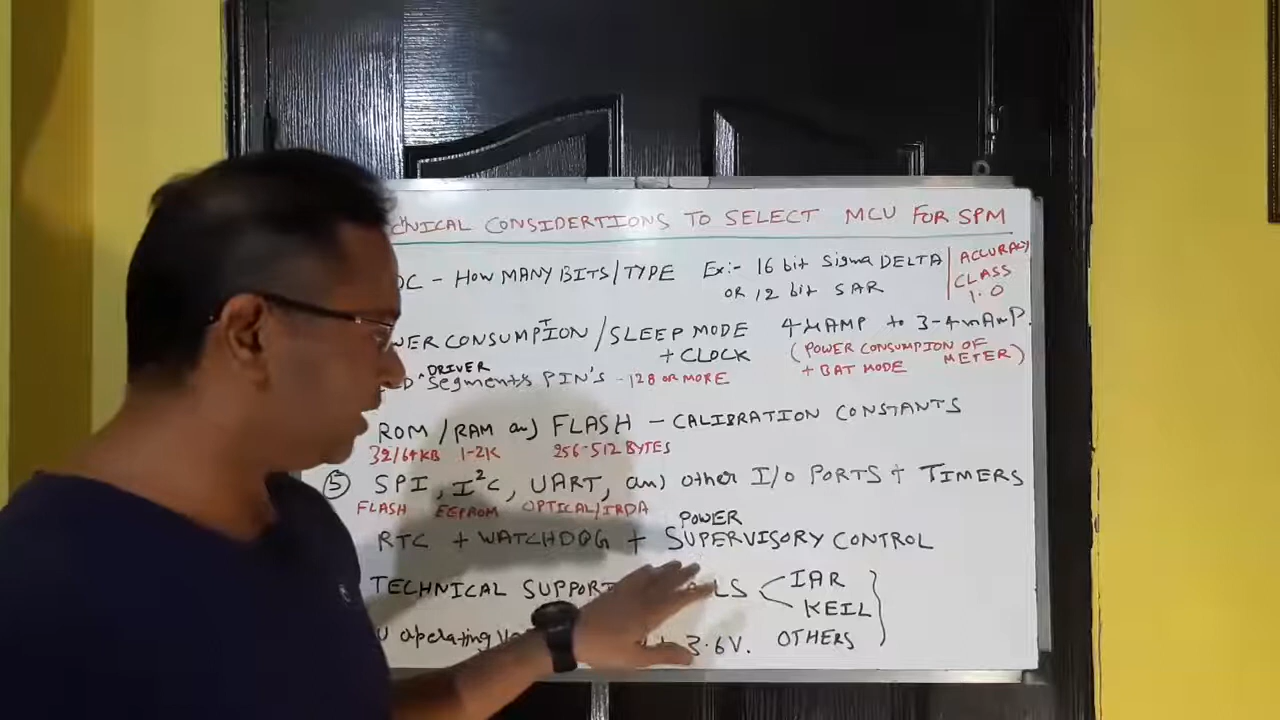 CONSIDERTIONS TO SELECT MCU FOR SPM
- HOW MANY BITS/TYPE Ex:- 16 bit Sigma DELTA
OR 12 bit SAR
ACCURACY
CLASS
1.0
CONSUMPTION / SLEEP MODE 4 μAMP to 3-4 mAMP.
+ CLOCK
(POWER CONSUMPION OF METER)
+ BAT MODE
DRIVER
Segments PIN'S - 128 OR MORE
ROM / RAM and FLASH - CALIBRATION CONSTANTS
32/64KB 1-2K 256-512 BYTES
⑤ SPI, I²C, UART, and other I/O PORTS + TIMERS
FLASH EEPROM OPTICAL/IRDA
POWER
RTC + WATCHDOG + SUPERVISORY CONTROL
TECHNICAL SUPPORT LS IAR
KEIL
OTHERS
operating 3.6V.